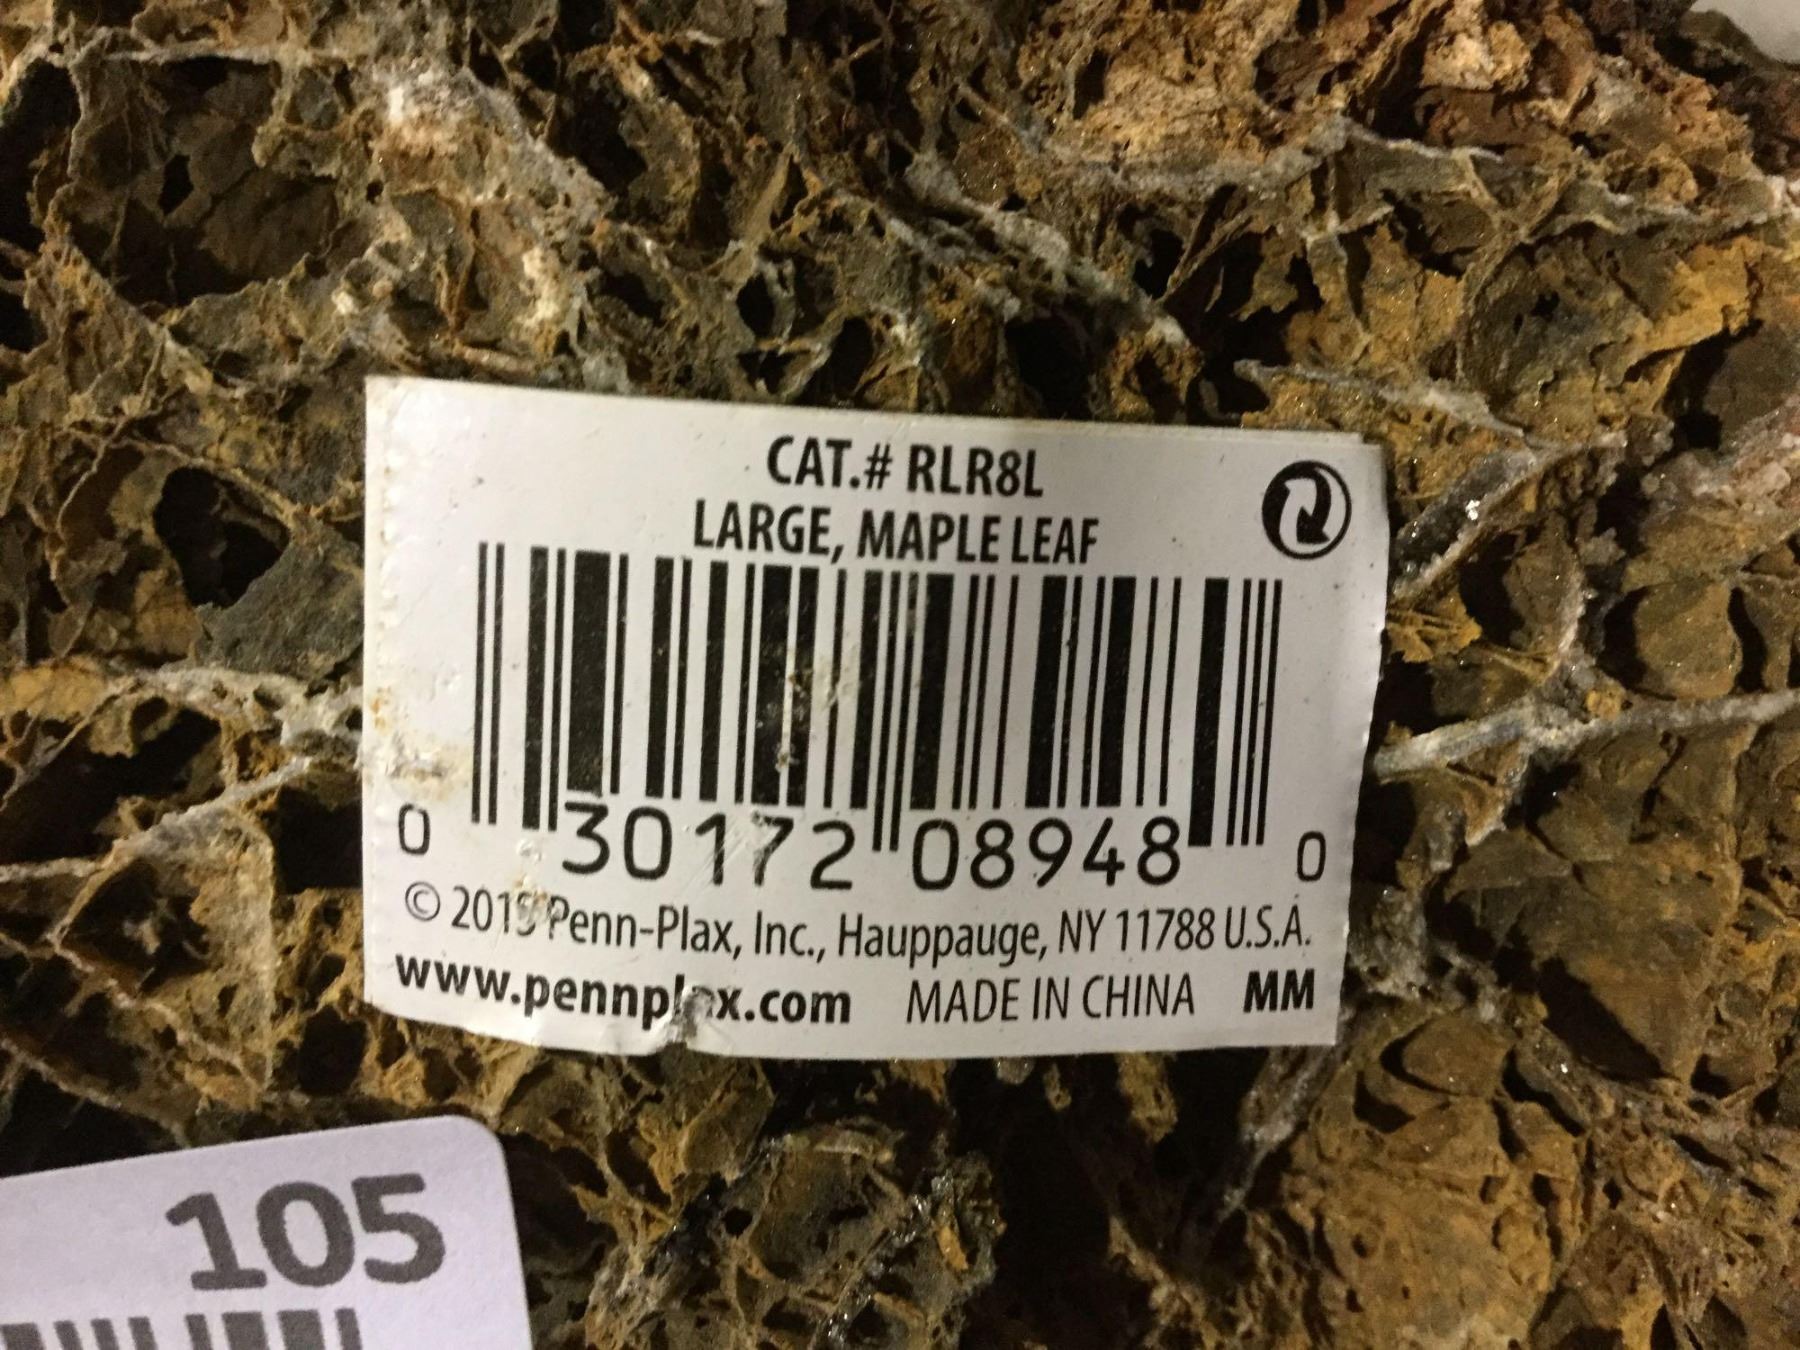 CAT.# RLR8L
LARGE, MAPLE LEAF
0 30172 08948 0
© 2015 Penn-Plax, Inc., Hauppauge, NY 11788 U.S.A.
www.pennplax.com MADE IN CHINA MM
105